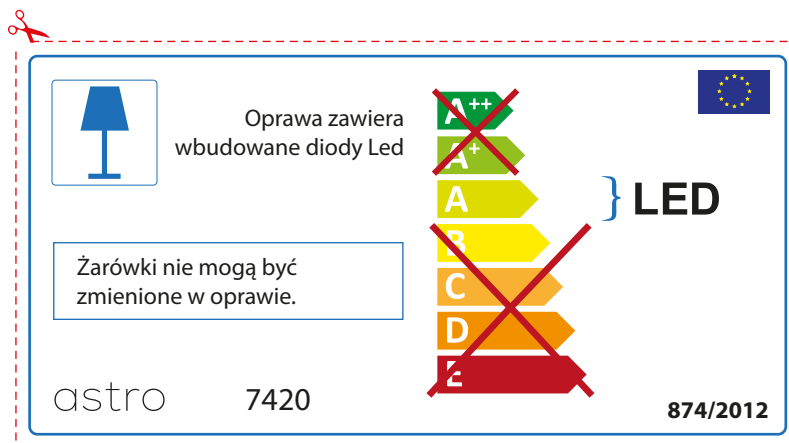 Oprawa zawiera
wbudowane diody Led
Żarówki nie mogą być
zmienione w oprawie.
A++
A+
A
B
C
D
E
LED
astro 7420
874/2012